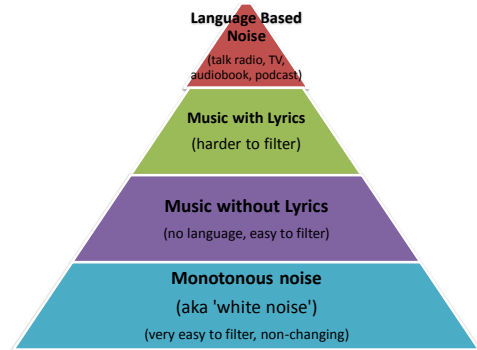 Language Based
Noise
(talk radio, TV,
audiobook, podcast)
Music with Lyrics
(harder to filter)
Music without Lyrics
(no language, easy to filter)
Monotonous noise
(aka 'white noise')
(very easy to filter, non-changing)